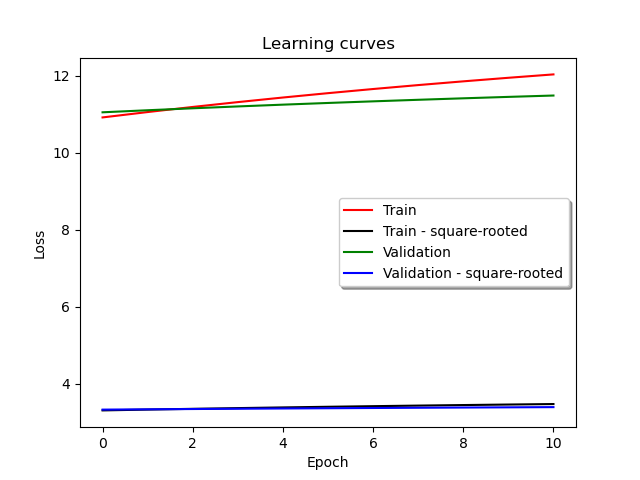 Learning curves
12
10
8
6
4
Loss
Train
Train - square-rooted
Validation
Validation - square-rooted
0 2 4 6 8 10
Epoch